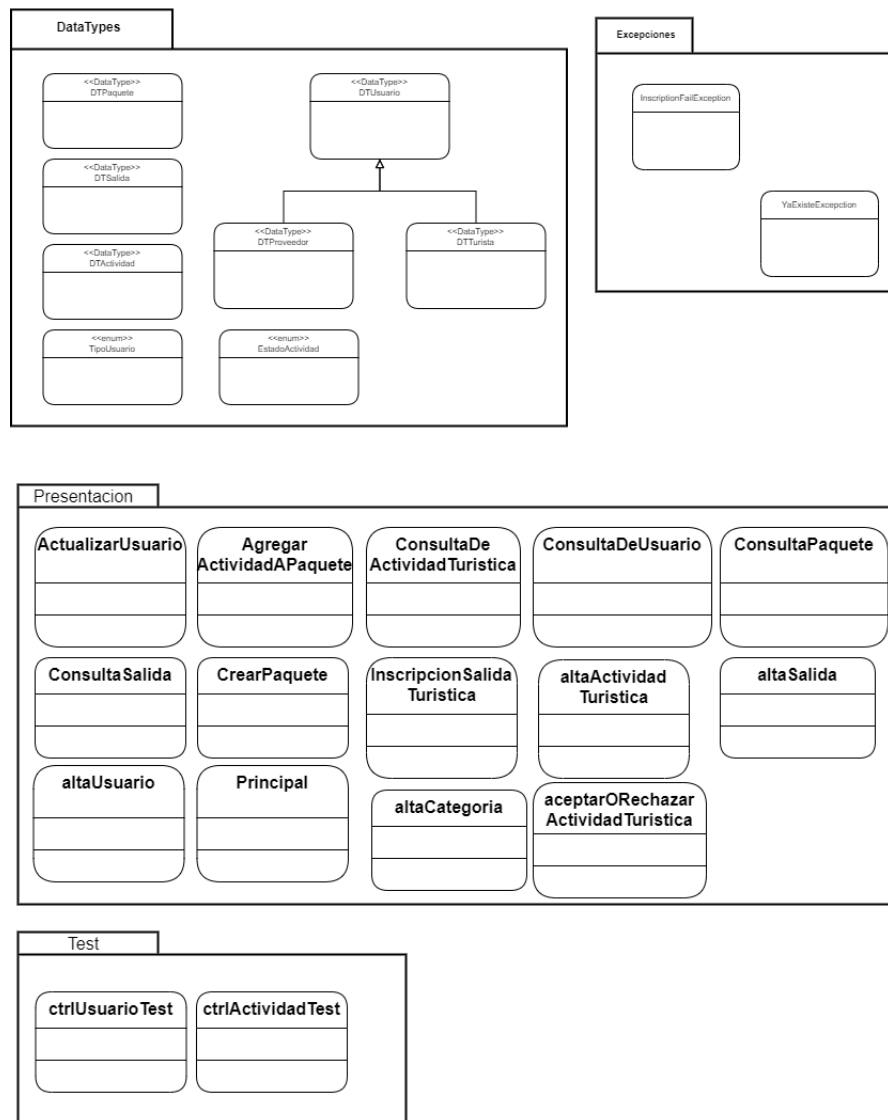 DataTypes
<<DataType>>
DTPaquete
<<DataType>>
DTUsuario
<<DataType>>
DTSalida
<<DataType>>
DTProveedor
<<DataType>>
DTTurista
<<DataType>>
DTActividad
<<enum>>
TipoUsuario
<<enum>>
EstadoActividad
Excepciones
InscriptionFailException
YaExisteExcepction
Presentacion
ActualizarUsuario
Agregar
ActividadAPaquete
ConsultaDe
ActividadTuristica
ConsultaDeUsuario
ConsultaPaquete
ConsultaSalida
CrearPaquete
InscripcionSalida
Turistica
altaActividad
Turistica
altaSalida
altaUsuario
Principal
altaCategoria
aceptarORechazar
ActividadTuristica
Test
ctrlUsuarioTest
ctrlActividadTest